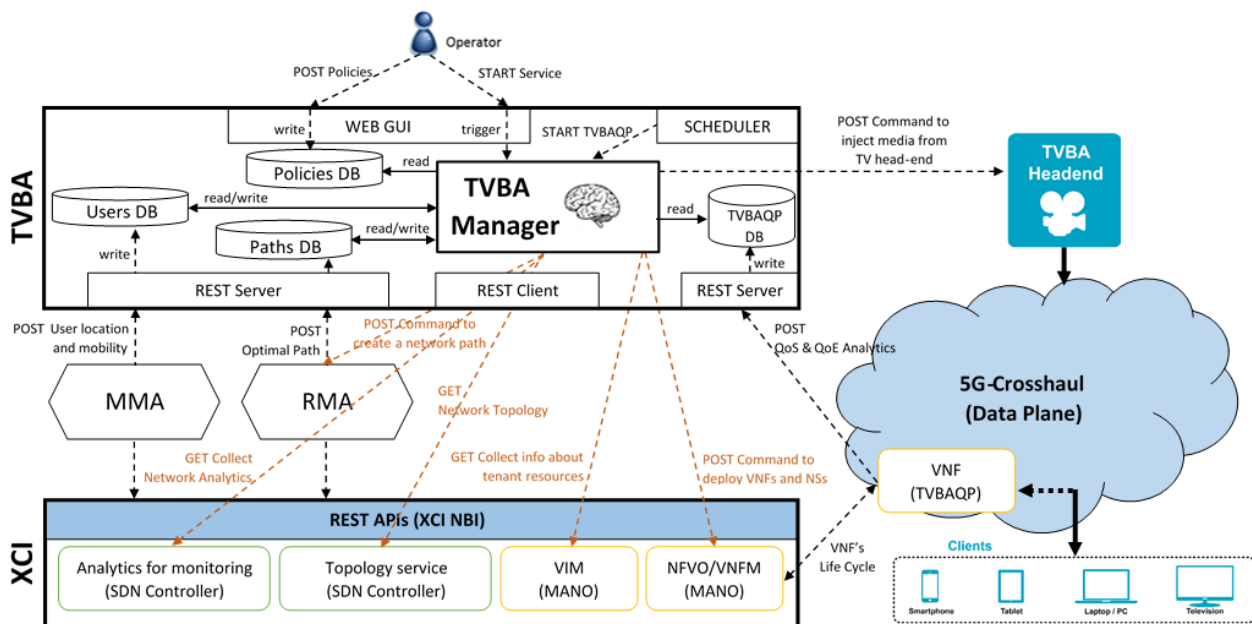 Operator
POST Policies
START Service
TVBA
WEB GUI
SCHEDULER
write
trigger
START TVBAQP
POST Command to
inject media from
TV head-end
TVBA
Headend
Policies DB
read
TVBA
Manager
Users DB
read/write
read
TVBAQP
DB
Paths DB
read/write
write
write
REST Server
REST Client
REST Server
POST User location
and mobility
POST
Optimal Path
POST Command to
create a network path
POST
QoS & QoE Analytics
MMA
RMA
GET
Network Topology
5G-Crosshaul
(Data Plane)
GET Collect
Network Analytics
GET Collect info about
tenant resources
POST Command to
deploy VNFs and NSs
VNF
(TVBAQP)
XCI
REST APIs (XCI NBI)
VNF's
Life Cycle
Analytics for monitoring
(SDN Controller)
Topology service
(SDN Controller)
VIM
(MANO)
NFVO/VNFM
(MANO)
Clients
Smartphone
Tablet
Laptop / PC
Television